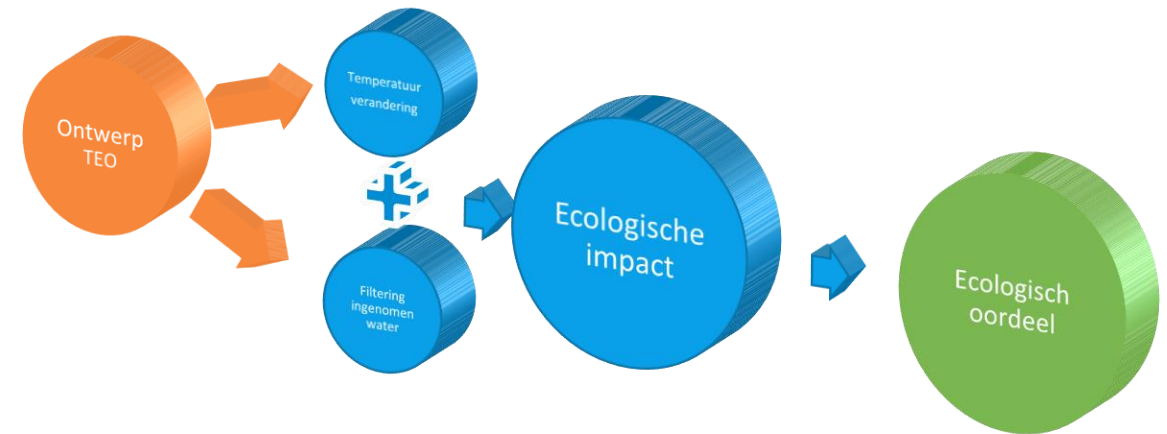 Ontwerp
TEO
Temperatuur
verandering
Filtering
ingenomen
water
Ecologische
impact
Ecologisch
oordeel